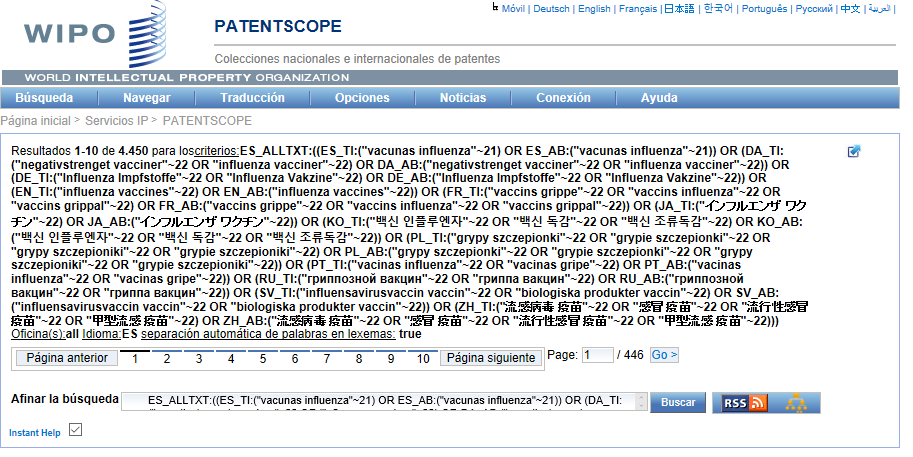 Móvil | Deutsch | English | Français | 日本語 | 한국어 | Português | Русский | 中文 | العربية |
WIPO
PATENTSCOPE
Colecciones nacionales e internacionales de patentes
WORLD INTELLECTUAL PROPERTY ORGANIZATION
Búsqueda Navegar Traducción Opciones Noticias Conexión Ayuda
Página inicial > Servicios IP > PATENTSCOPE
Resultados 1-10 de 4.450 para loscriterios:ES_ALLTXT:((ES_TI:("vacunas influenza"~21) OR ES_AB:("vacunas influenza"~21)) OR (DA_TI:
("negativstrenget vacciner"~22 OR "influenza vacciner"~22) OR DA_AB:("negativstrenget vacciner"~22 OR "influenza vacciner"~22)) OR
(DE_TI:("Influenza Impfstoffe"~22 OR "Influenza Vakzine"~22) OR DE_AB:("Influenza Impfstoffe"~22 OR "Influenza Vakzine"~22)) OR
(EN_TI:("influenza vaccines"~22) OR EN_AB:("influenza vaccines"~22)) OR (FR_TI:("vaccins grippe"~22 OR "vaccins influenza"~22 OR
"vaccins grippal"~22) OR FR_AB:("vaccins grippe"~22 OR "vaccins influenza"~22 OR "vaccins grippal"~22)) OR (JA_TI:("インフルエンザ ワク
チン"~22) OR JA_AB:("インフルエンザ ワクチン"~22)) OR (KO_TI:("백신 인플루엔자"~22 OR "백신 독감"~22 OR "백신 조류독감"~22) OR KO_AB:
("백신 인플루엔자"~22 OR "백신 독감"~22 OR "백신 조류독감"~22)) OR (PL_TI:("grypy szczepionki"~22 OR "grypie szczepionki"~22 OR
"grypy szczepioniki"~22 OR "grypie szczepioniki"~22) OR PL_AB:("grypy szczepionki"~22 OR "grypie szczepionki"~22 OR "grypy
szczepioniki"~22 OR "grypie szczepioniki"~22)) OR (PT_TI:("vacinas influenza"~22 OR "vacinas gripe"~22) OR PT_AB:("vacinas
influenza"~22 OR "vacinas gripe"~22)) OR (RU_TI:("гриппозной вакцин"~22 OR "гриппа вакцин"~22) OR RU_AB:("гриппозной
вакцин"~22 OR "гриппа вакцин"~22)) OR (SV_TI:("influensavirusvaccin vaccin"~22 OR "biologiska produkter vaccin"~22) OR SV_AB:
("influensavirusvaccin vaccin"~22 OR "biologiska produkter vaccin"~22)) OR (ZH_TI:("流感病毒 疫苗"~22 OR "感冒 疫苗"~22 OR "流行性感冒
疫苗"~22 OR "甲型流感 疫苗"~22) OR ZH_AB:("流感病毒 疫苗"~22 OR "感冒 疫苗"~22 OR "流行性感冒 疫苗"~22 OR "甲型流感 疫苗"~22)))
Oficina(s):all Idioma:ES separación automática de palabras en lexemas: true
Página anterior 1 2 3 4 5 6 7 8 9 10 Página siguiente Page: 1 / 446 Go >
Afinar la búsqueda ES_ALLTXT:((ES_TI:("vacunas influenza"~21) OR ES_AB:("vacunas influenza"~21)) OR (DA_TI: Buscar RSS
Instant Help